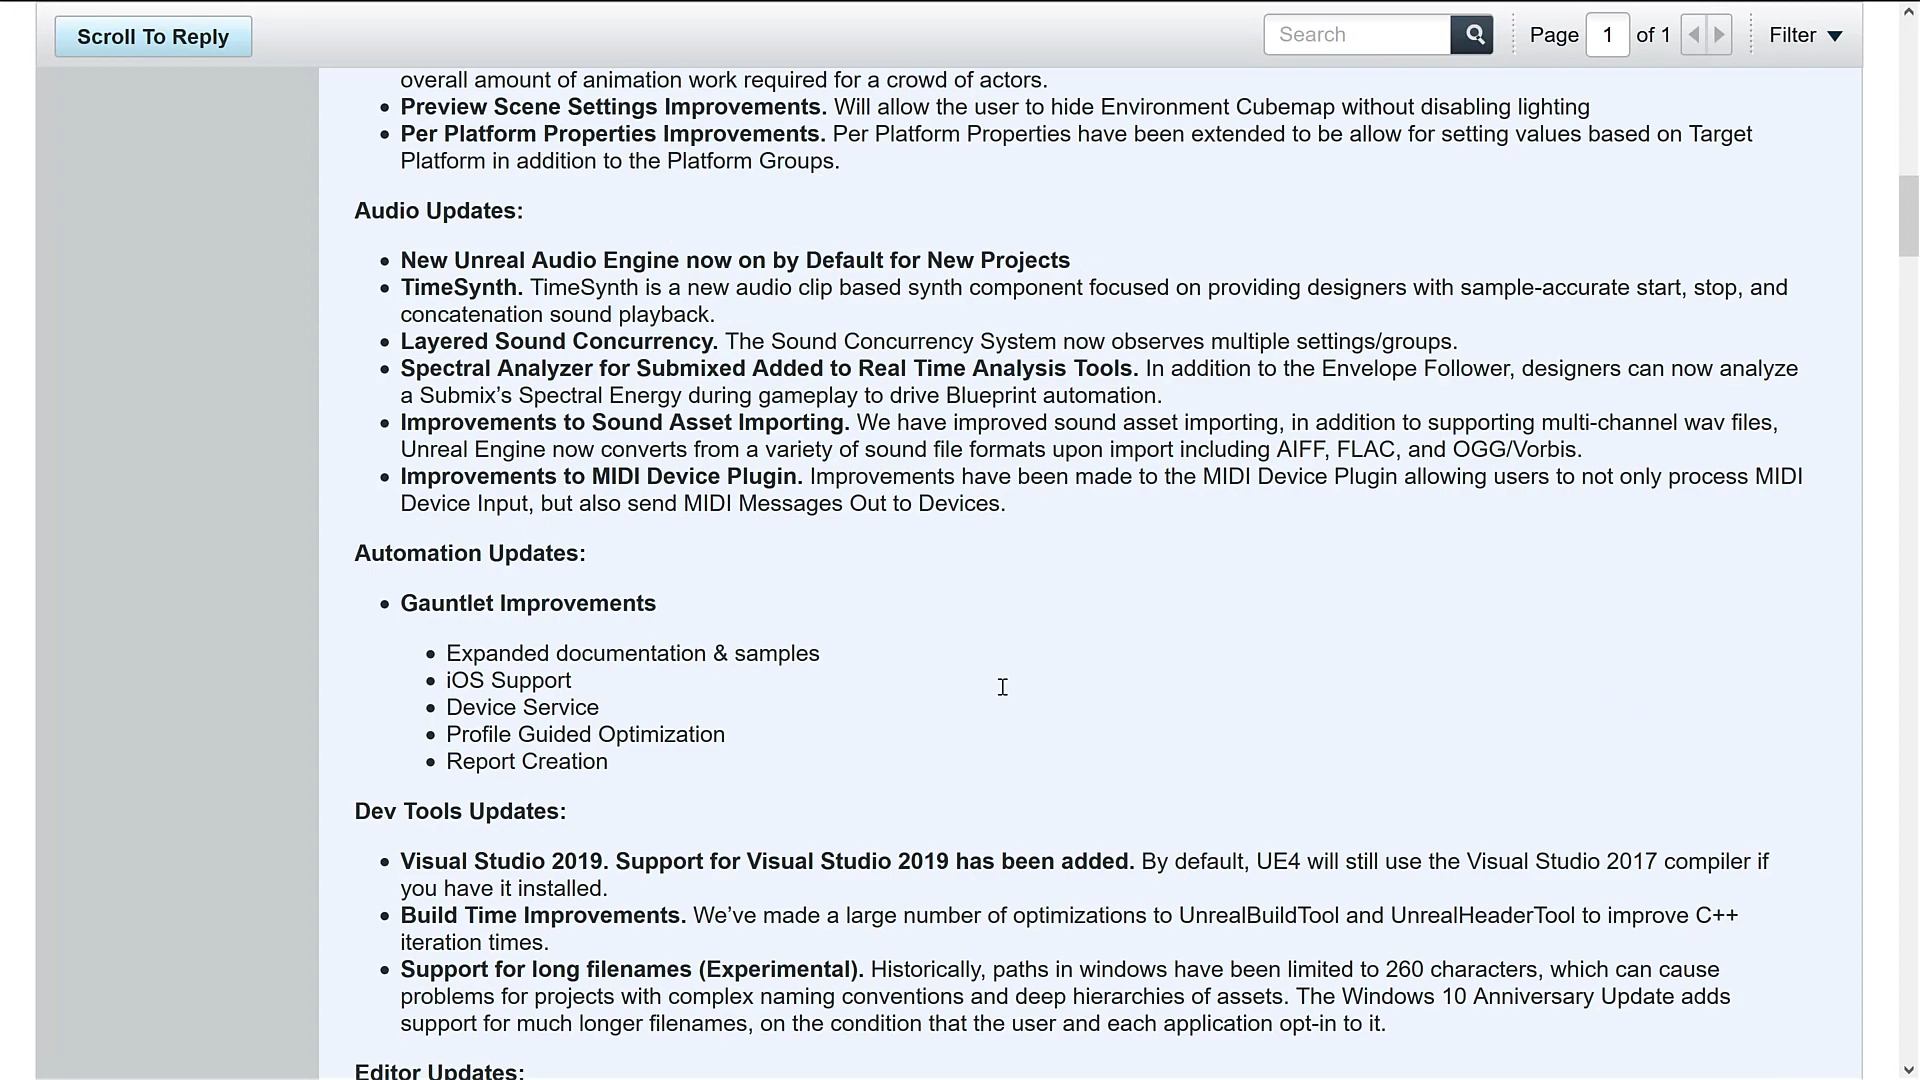 Scroll To Reply
Search
Page 1 of 1
Filter
overall amount of animation work required for a crowd of actors.
Preview Scene Settings Improvements. Will allow the user to hide Environment Cubemap without disabling lighting
Per Platform Properties Improvements. Per Platform Properties have been extended to be allow for setting values based on Target
Platform in addition to the Platform Groups.
Audio Updates:
New Unreal Audio Engine now on by Default for New Projects
TimeSynth. TimeSynth is a new audio clip based synth component focused on providing designers with sample-accurate start, stop, and
concatenation sound playback.
Layered Sound Concurrency. The Sound Concurrency System now observes multiple settings/groups.
Spectral Analyzer for Submixed Added to Real Time Analysis Tools. In addition to the Envelope Follower, designers can now analyze
a Submix’s Spectral Energy during gameplay to drive Blueprint automation.
Improvements to Sound Asset Importing. We have improved sound asset importing, in addition to supporting multi-channel wav files,
Unreal Engine now converts from a variety of sound file formats upon import including AIFF, FLAC, and OGG/Vorbis.
Improvements to MIDI Device Plugin. Improvements have been made to the MIDI Device Plugin allowing users to not only process MIDI
Device Input, but also send MIDI Messages Out to Devices.
Automation Updates:
Gauntlet Improvements
Expanded documentation & samples
iOS Support
Device Service
Profile Guided Optimization
Report Creation
Dev Tools Updates:
Visual Studio 2019. Support for Visual Studio 2019 has been added. By default, UE4 will still use the Visual Studio 2017 compiler if
you have it installed.
Build Time Improvements. We’ve made a large number of optimizations to UnrealBuildTool and UnrealHeaderTool to improve C++
iteration times.
Support for long filenames (Experimental). Historically, paths in windows have been limited to 260 characters, which can cause
problems for projects with complex naming conventions and deep hierarchies of assets. The Windows 10 Anniversary Update adds
support for much longer filenames, on the condition that the user and each application opt-in to it.
Editor Updates: